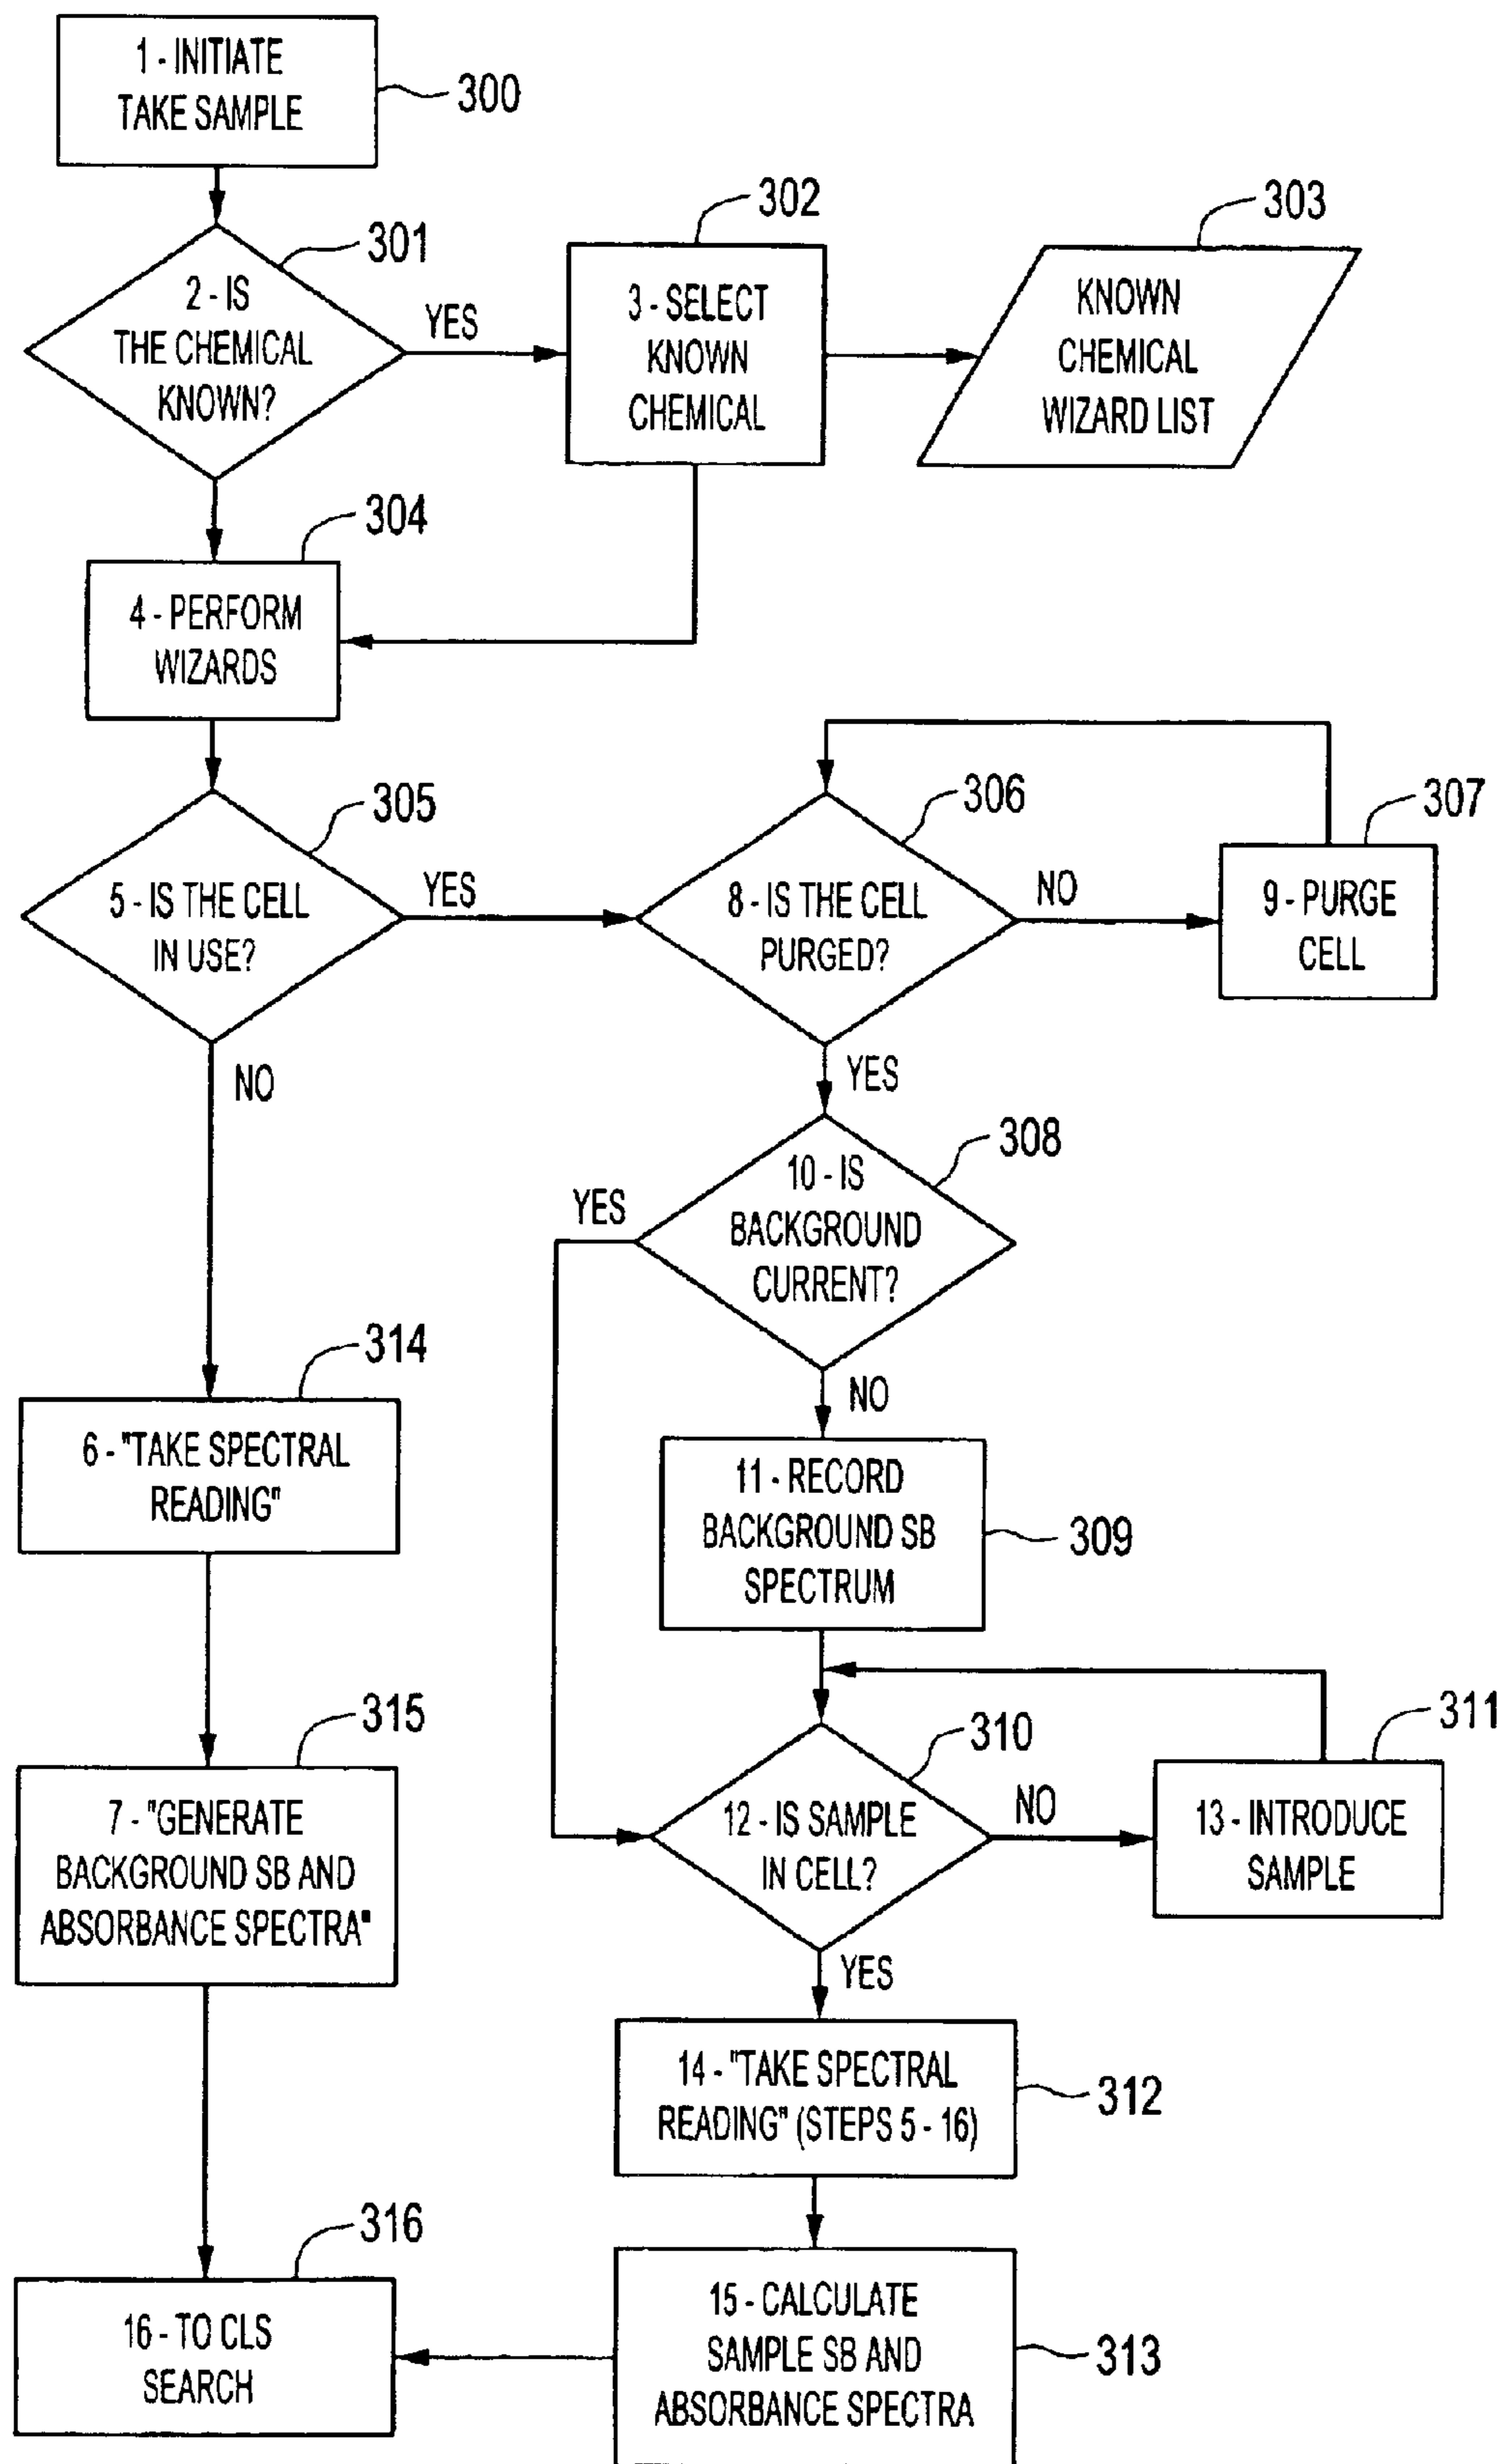 1 - INITIATE
TAKE SAMPLE
300
302
303
301
2 - IS
THE CHEMICAL
KNOWN?
YES
3 - SELECT
KNOWN
CHEMICAL
KNOWN
CHEMICAL
WIZARD LIST
304
4 - PERFORM
WIZARDS
305
306
307
5 - IS THE CELL
IN USE?
YES
8 - IS THE CELL
PURGED?
NO
9 - PURGE
CELL
NO
YES
308
10 - IS
BACKGROUND
CURRENT?
YES
NO
314
6 - "TAKE SPECTRAL
READING"
11 - RECORD
BACKGROUND SB
SPECTRUM
309
315
310
311
7 - "GENERATE
BACKGROUND SB AND
ABSORBANCE SPECTRA"
12 - IS SAMPLE
IN CELL?
NO
13 - INTRODUCE
SAMPLE
YES
14 - "TAKE SPECTRAL
READING" (STEPS 5 - 16)
312
316
16 - TO CLS
SEARCH
15 - CALCULATE
SAMPLE SB AND
ABSORBANCE SPECTRA
313